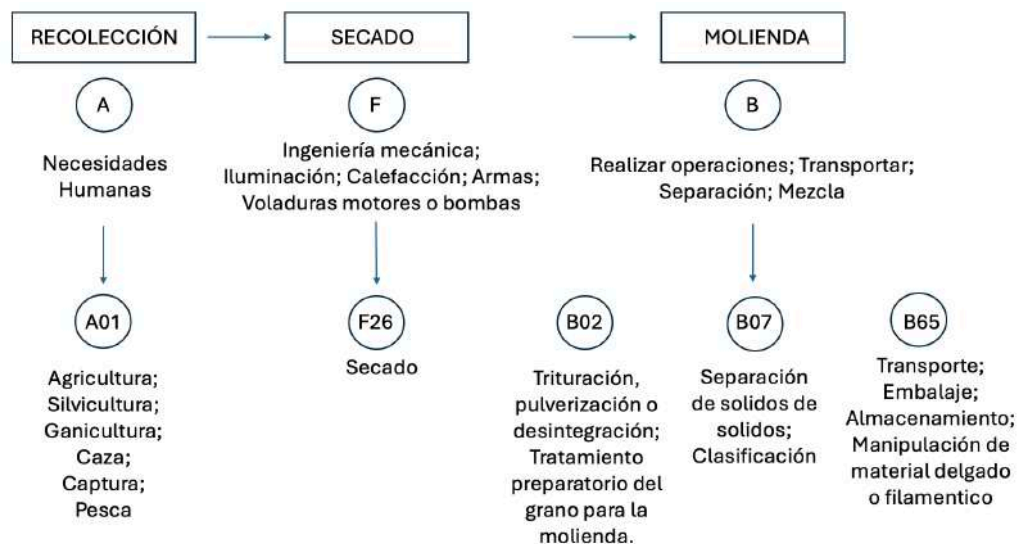 RECOLECCIÓN
SECADO
MOLIENDA
A
F
B
Necesidades
Humanas
Ingeniería mecánica;
Iluminación; Calefacción; Armas;
Voladuras motores o bombas
Realizar operaciones; Transportar;
Separación; Mezcla
A01
F26
B02
B07
B65
Agricultura;
Silvicultura;
Ganicultura;
Caza;
Captura;
Pesca
Secado
Trituración,
pulverización o
desintegración;
Tratamiento
preparatorio del
grano para la
molienda.
Separación
de solidos de
solidos;
Clasificación
Transporte;
Embalaje;
Almacenamiento;
Manipulación de
material delgado
o filamentico